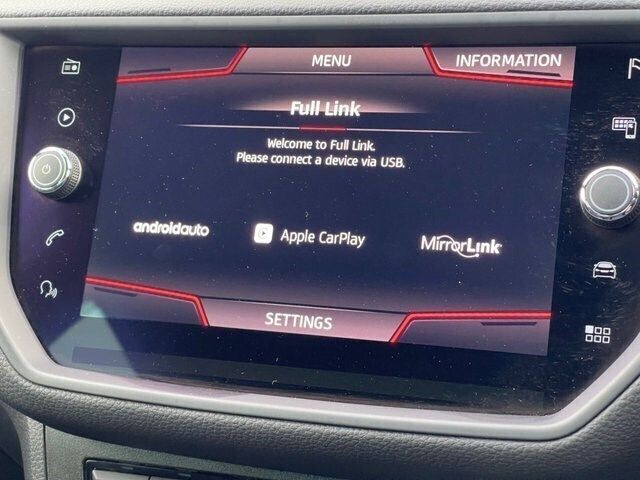 MENU
INFORMATION
Full Link
Welcome to Full Link.
Please connect a device via USB.
androidauto
Apple CarPlay
MirrorLink
SETTINGS